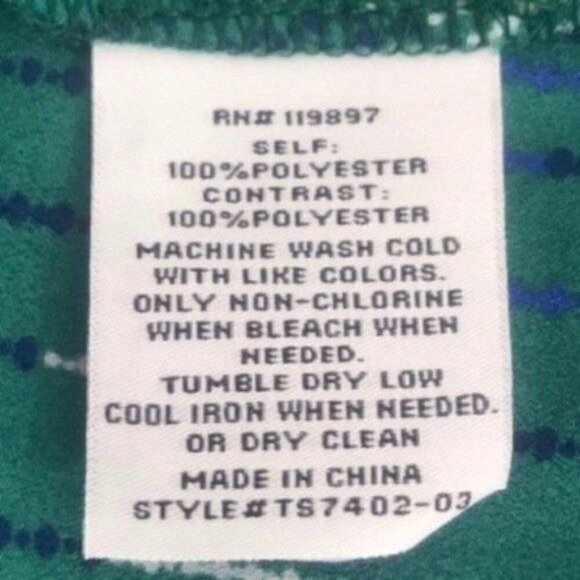 RN# 119897
SELF:
100%POLYESTER
CONTRAST:
100%POLYESTER
MACHINE WASH COLD
WITH LIKE COLORS.
ONLY NON-CHLORINE
WHEN BLEACH WHEN
NEEDED.
TUMBLE DRY LOW
COOL IRON WHEN NEEDED.
OR DRY CLEAN
MADE IN CHINA
STYLE#TS7402-03